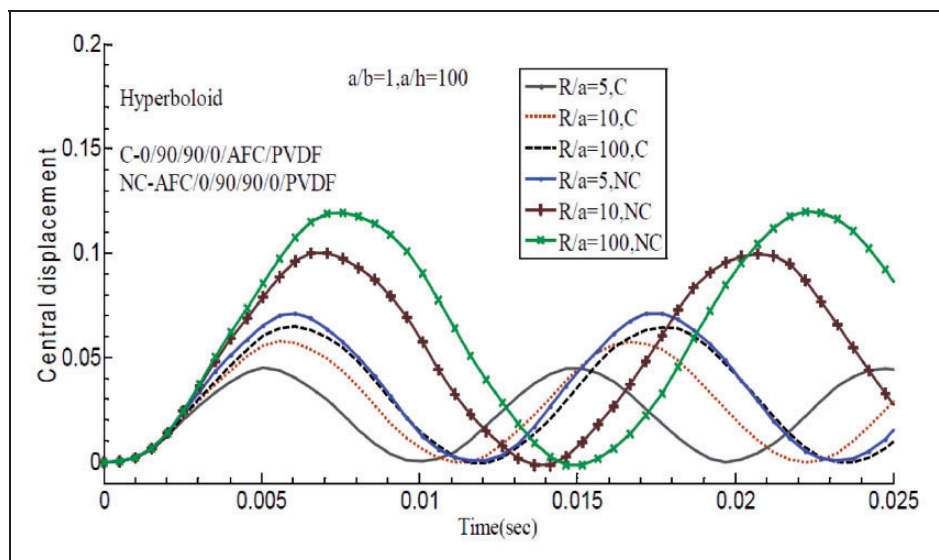 0.2
a/b=1,a/h=100
Hyperboloid
C-0/90/90/0/AFC/PVDF
NC-AFC/0/90/90/0/PVDF
R/a=5,C
R/a=10,C
R/a=100,C
R/a=5,NC
R/a=10,NC
R/a=100,NC
0.15
0.1
0.05
0
Central displacement
0 0.005 0.01 0.015 0.02 0.025
Time(sec)